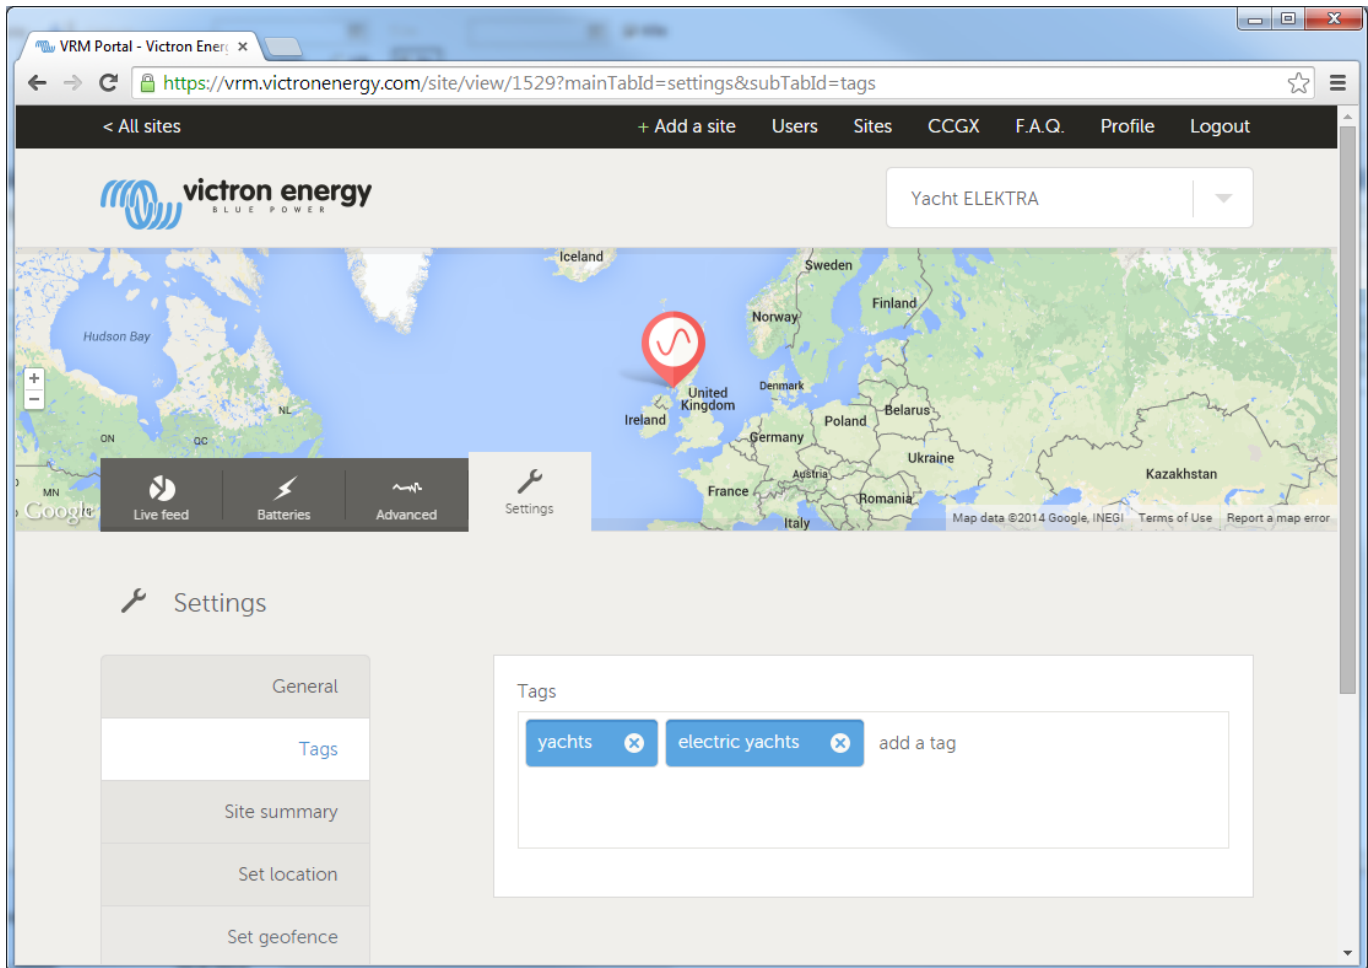 VRM Portal - Victron Energ
https://vrm.victronenergy.com/site/view/1529?mainTabId=settings&subTabId=tags
< All sites
+ Add a site Users Sites CCGX F.A.Q. Profile Logout
victron energy
BLUE POWER
Yacht ELEKTRA
Iceland
Sweden
Finland
Norway
Hudson Bay
+
−
United
Kingdom
Denmark
Ireland
NL
Belarus
Poland
ON
QC
Germany
Ukraine
Austria
Kazakhstan
MN
France
Romania
Google
Live feed
Batteries
Advanced
Settings
Italy
Map data ©2014 Google, INEGI Terms of Use Report a map error
Settings
General
Tags
Site summary
Set location
Set geofence
Tags
yachts electric yachts add a tag